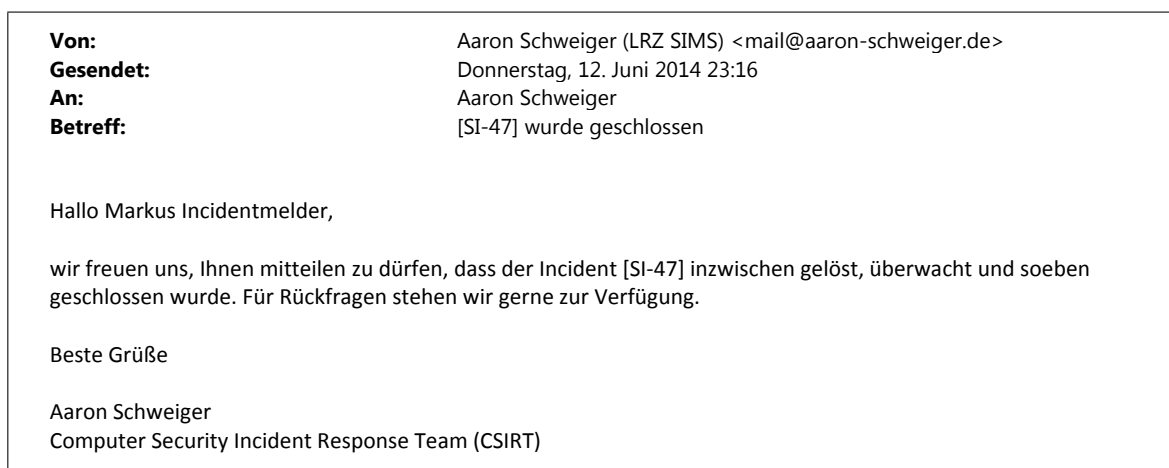 Von: Aaron Schweiger (LRZ SIMS) <mail@aaron-schweiger.de>
Gesendet: Donnerstag, 12. Juni 2014 23:16
An: Aaron Schweiger
Betreff: [SI-47] wurde geschlossen
Hallo Markus Incidentmelder,
wir freuen uns, Ihnen mitteilen zu dürfen, dass der Incident [SI-47] inzwischen gelöst, überwacht und soeben
geschlossen wurde. Für Rückfragen stehen wir gerne zur Verfügung.
Beste Grüße
Aaron Schweiger
Computer Security Incident Response Team (CSIRT)